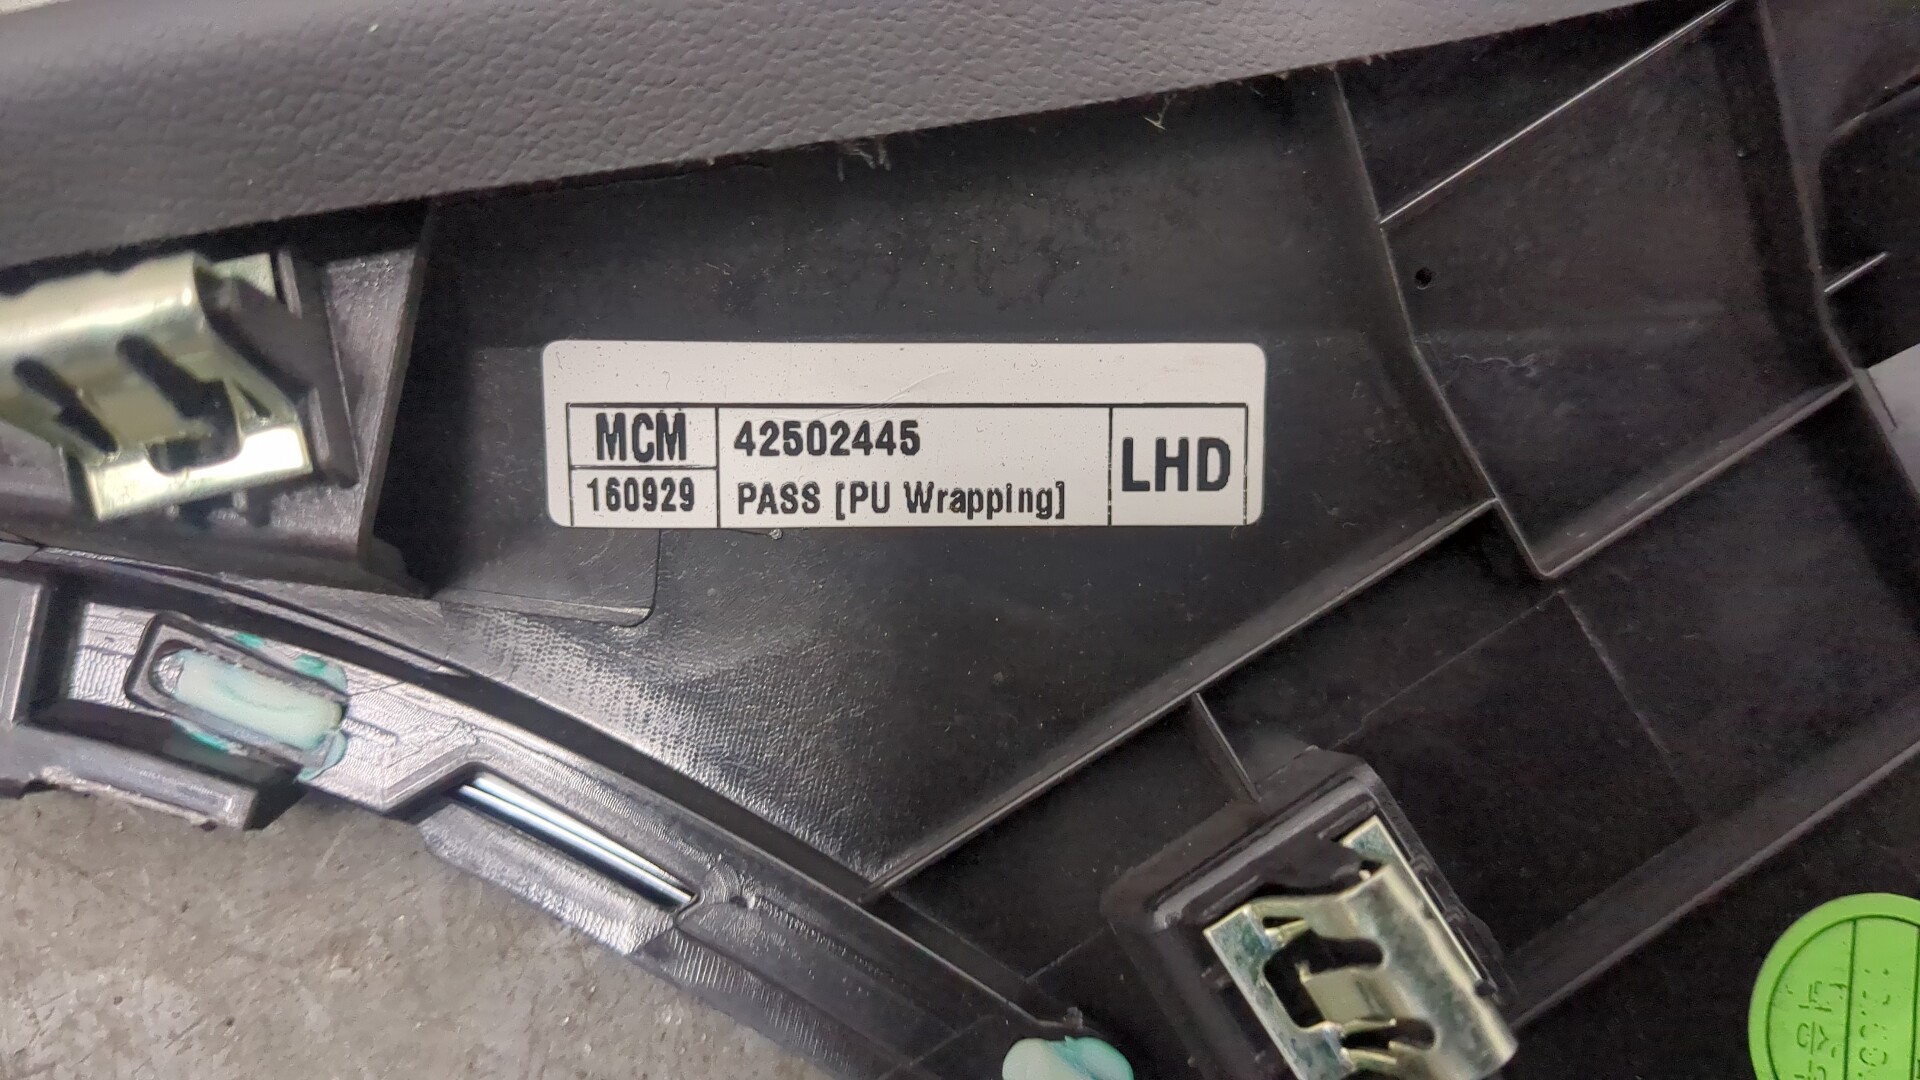 MCM
160929
42502445
PASS [PU Wrapping]
LHD